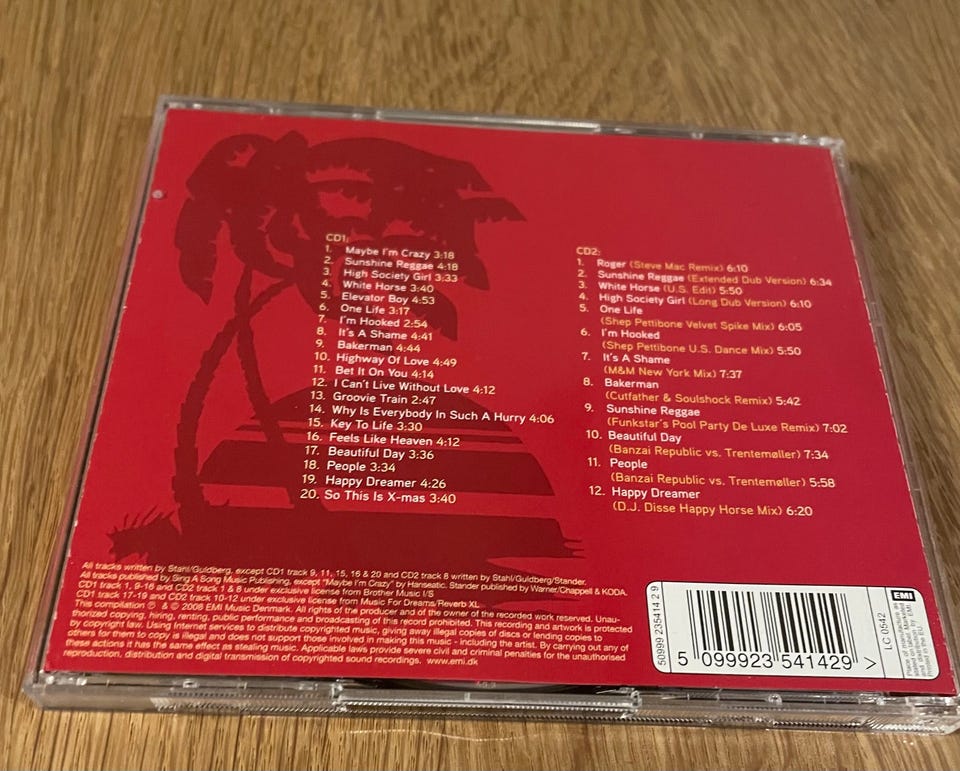 CD1:
1. Maybe I'm Crazy 3:18
2. Sunshine Reggae 4:18
3. High Society Girl 3:33
4. White Horse 3:40
5. Elevator Boy 4:53
6. One Life 3:17
7. I'm Hooked 2:54
8. It's A Shame 4:41
9. Bakerman 4:44
10. Highway Of Love 4:49
11. Bet It On You 4:14
12. I Can't Live Without Love 4:12
13. Groovie Train 2:47
14. Why Is Everybody In Such A Hurry 4:06
15. Key To Life 3:30
16. Feels Like Heaven 4:12
17. Beautiful Day 3:36
18. People 3:34
19. Happy Dreamer 4:26
20. So This Is X-mas 3:40
CD2:
1. Roger (Steve Mac Remix) 6:10
2. Sunshine Reggae (Extended Dub Version) 6:34
3. White Horse (U.S. Edit) 5:50
4. High Society Girl (Long Dub Version) 6:10
5. One Life
(Shep Pettibone Velvet Spike Mix) 6:05
6. I'm Hooked
(Shep Pettibone U.S. Dance Mix) 5:50
7. It's A Shame
(M&M New York Mix) 7:37
8. Bakerman
(Cutfather & Soulshock Remix) 5:42
9. Sunshine Reggae
(Funkstar's Pool Party De Luxe Remix) 7:02
10. Beautiful Day
(Banzai Republic vs. Trentemøller) 7:34
11. People
(Banzai Republic vs. Trentemøller) 5:58
12. Happy Dreamer
(D.J. Disse Happy Horse Mix) 6:20
All tracks written by Stahl/Guldberg, except CD1 track 9, 11, 15, 16 & 20 and CD2 track 8 written by Stahl/Guldberg/Stander.
All tracks published by Sing A Song Music Publishing, except "Maybe I'm Crazy" by Hanseatic. Stander published by Warner/Chappell & KODA.
CD1 track 1, 9-16 and CD2 track 1 & 8 under exclusive license from Brother Music I/S
CD1 track 17-19 and CD2 track 10-12 under exclusive license from Music For Dreams/Reverb XL.
This compilation ℗ & © 2008 EMI Music Denmark. All rights of the producer and of the owner of the recorded work reserved. Unau-
thorized copying, hiring, renting, public performance and broadcasting of this record prohibited. This recording and artwork is protected
by copyright law. Using Internet services to distribute copyrighted music, giving away illegal copies of discs or lending copies to
others for them to copy is illegal and does not support those involved in making this music - including the artist. By carrying out any of
these actions it has the same effect as stealing music. Applicable laws provide severe civil and criminal penalties for the unauthorised
reproduction, distribution and digital transmission of copyrighted sound recordings. www.emi.dk
50999 235414 2 9
5 099923 541429 >
LC 0542
EMI
Printed in the EU.